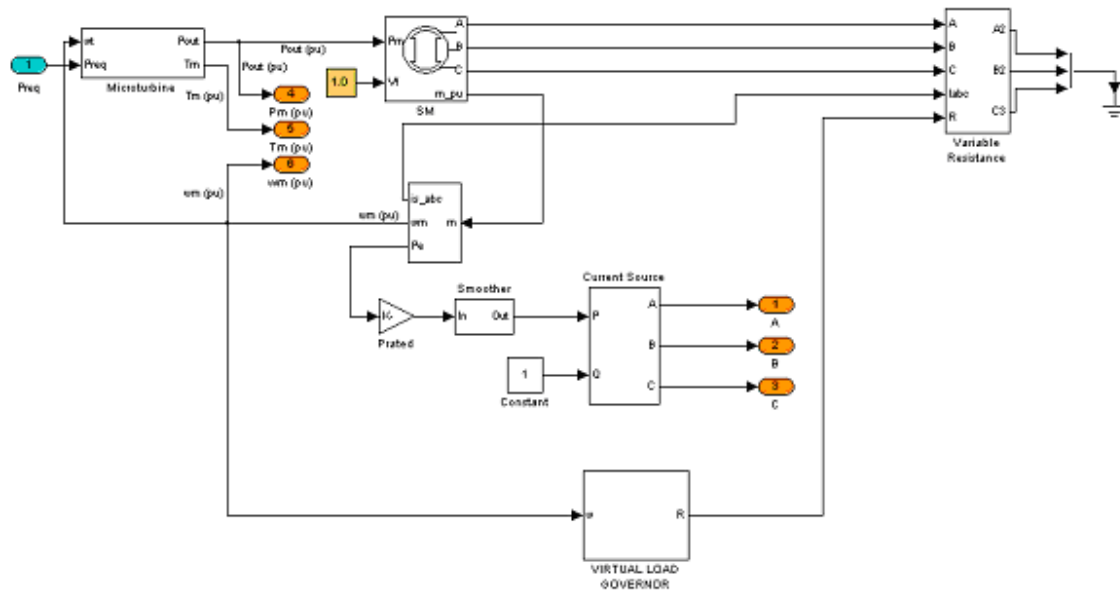 1
Preq
wt
Preq
Pout
Tm
Microturbine
Pout (pu)
Pout (pu)
Tm (pu)
4
Pm (pu)
5
Tm (pu)
6
wm (pu)
wm (pu)
wm (pu)
1.0
Pm
Vf
A
B
C
m_pu
SM
A
B
C
Iabc
R
A2
B2
C3
Variable
Resistance
is_abc
wm
Pe
m
K-
Prated
Smoother
In
Out
1
Constant
Current Source
P
Q
A
B
C
1
A
2
B
3
C
w
R
VIRTUAL LOAD
GOVERNOR